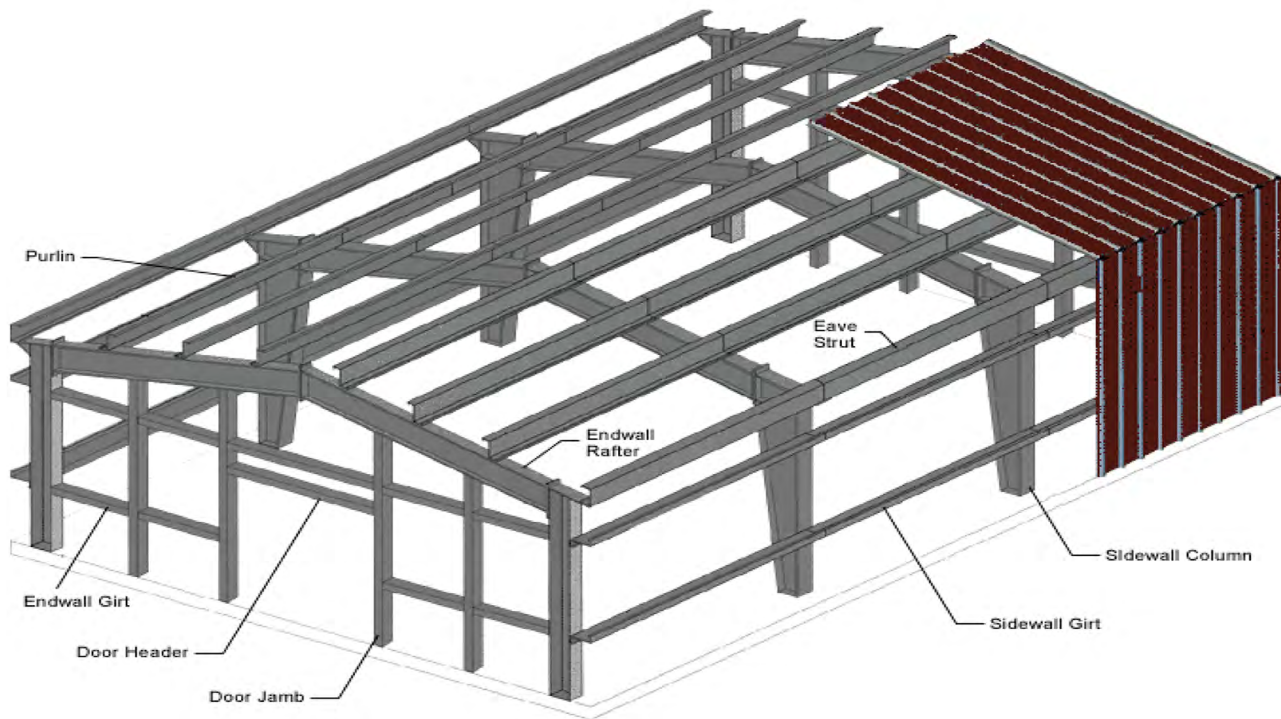 Purlin
Eave
Strut
Endwall
Rafter
SIdewall Column
Endwall Girt
Sidewall Girt
Door Header
Door Jamb